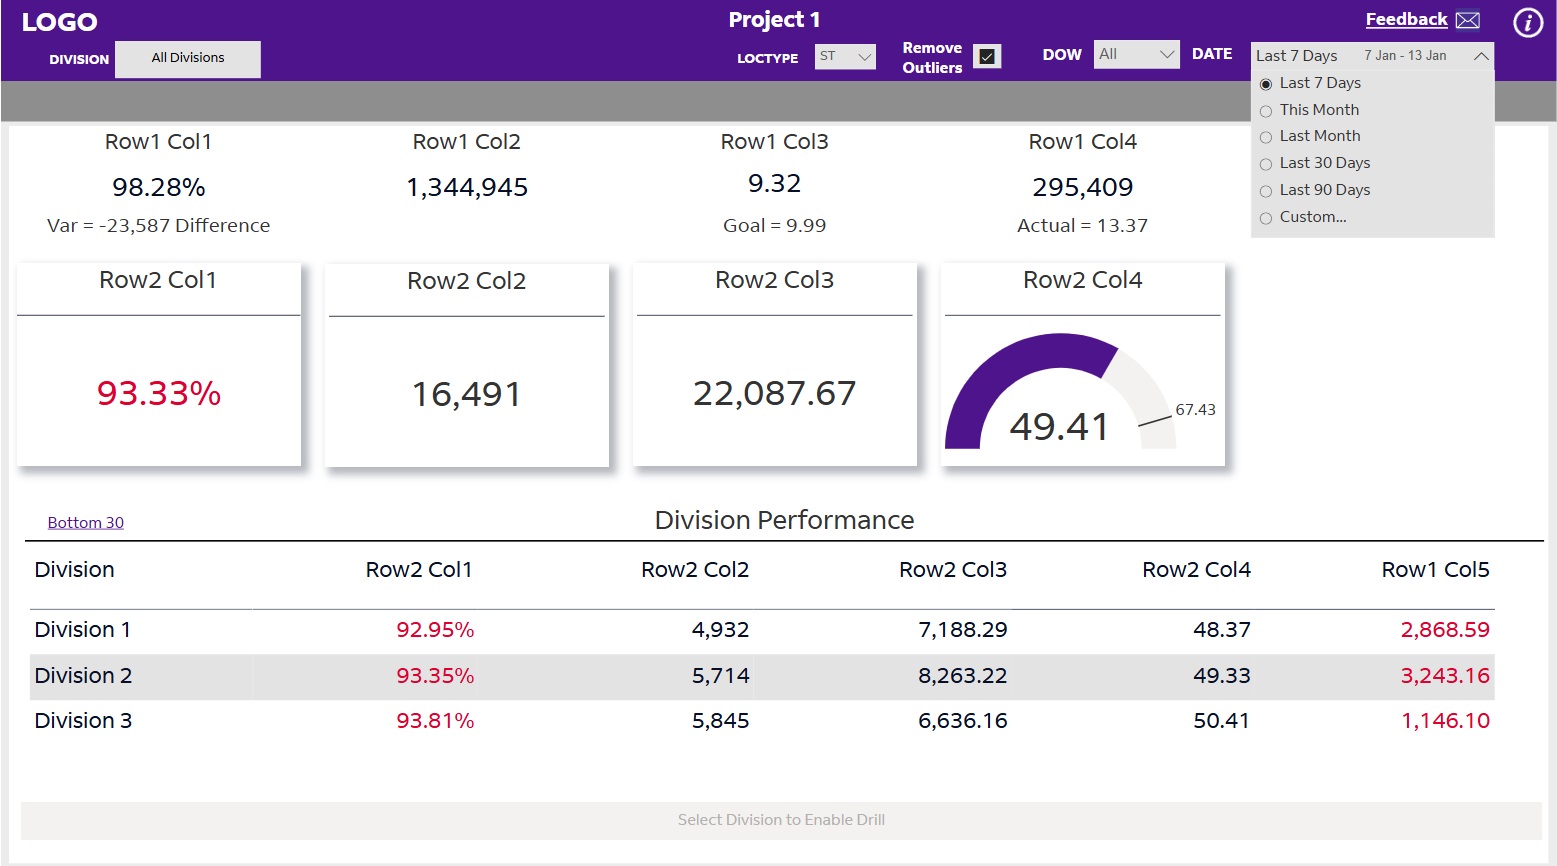 LOGO
Project 1
Feedback
i
DIVISION
All Divisions
LOCTYPE
ST
Remove
Outliers
DOW
All
DATE
Last 7 Days 7 Jan - 13 Jan
Last 7 Days
This Month
Last Month
Last 30 Days
Last 90 Days
Custom...
Row1 Col1
98.28%
Var = -23,587 Difference
Row1 Col2
1,344,945
Row1 Col3
9.32
Goal = 9.99
Row1 Col4
295,409
Actual = 13.37
Row2 Col1
93.33%
Row2 Col2
16,491
Row2 Col3
22,087.67
Row2 Col4
49.41
67.43
Bottom 30
Division Performance
Division Row2 Col1 Row2 Col2 Row2 Col3 Row2 Col4 Row1 Col5
Division 1 92.95% 4,932 7,188.29 48.37 2,868.59
Division 2 93.35% 5,714 8,263.22 49.33 3,243.16
Division 3 93.81% 5,845 6,636.16 50.41 1,146.10
Select Division to Enable Drill